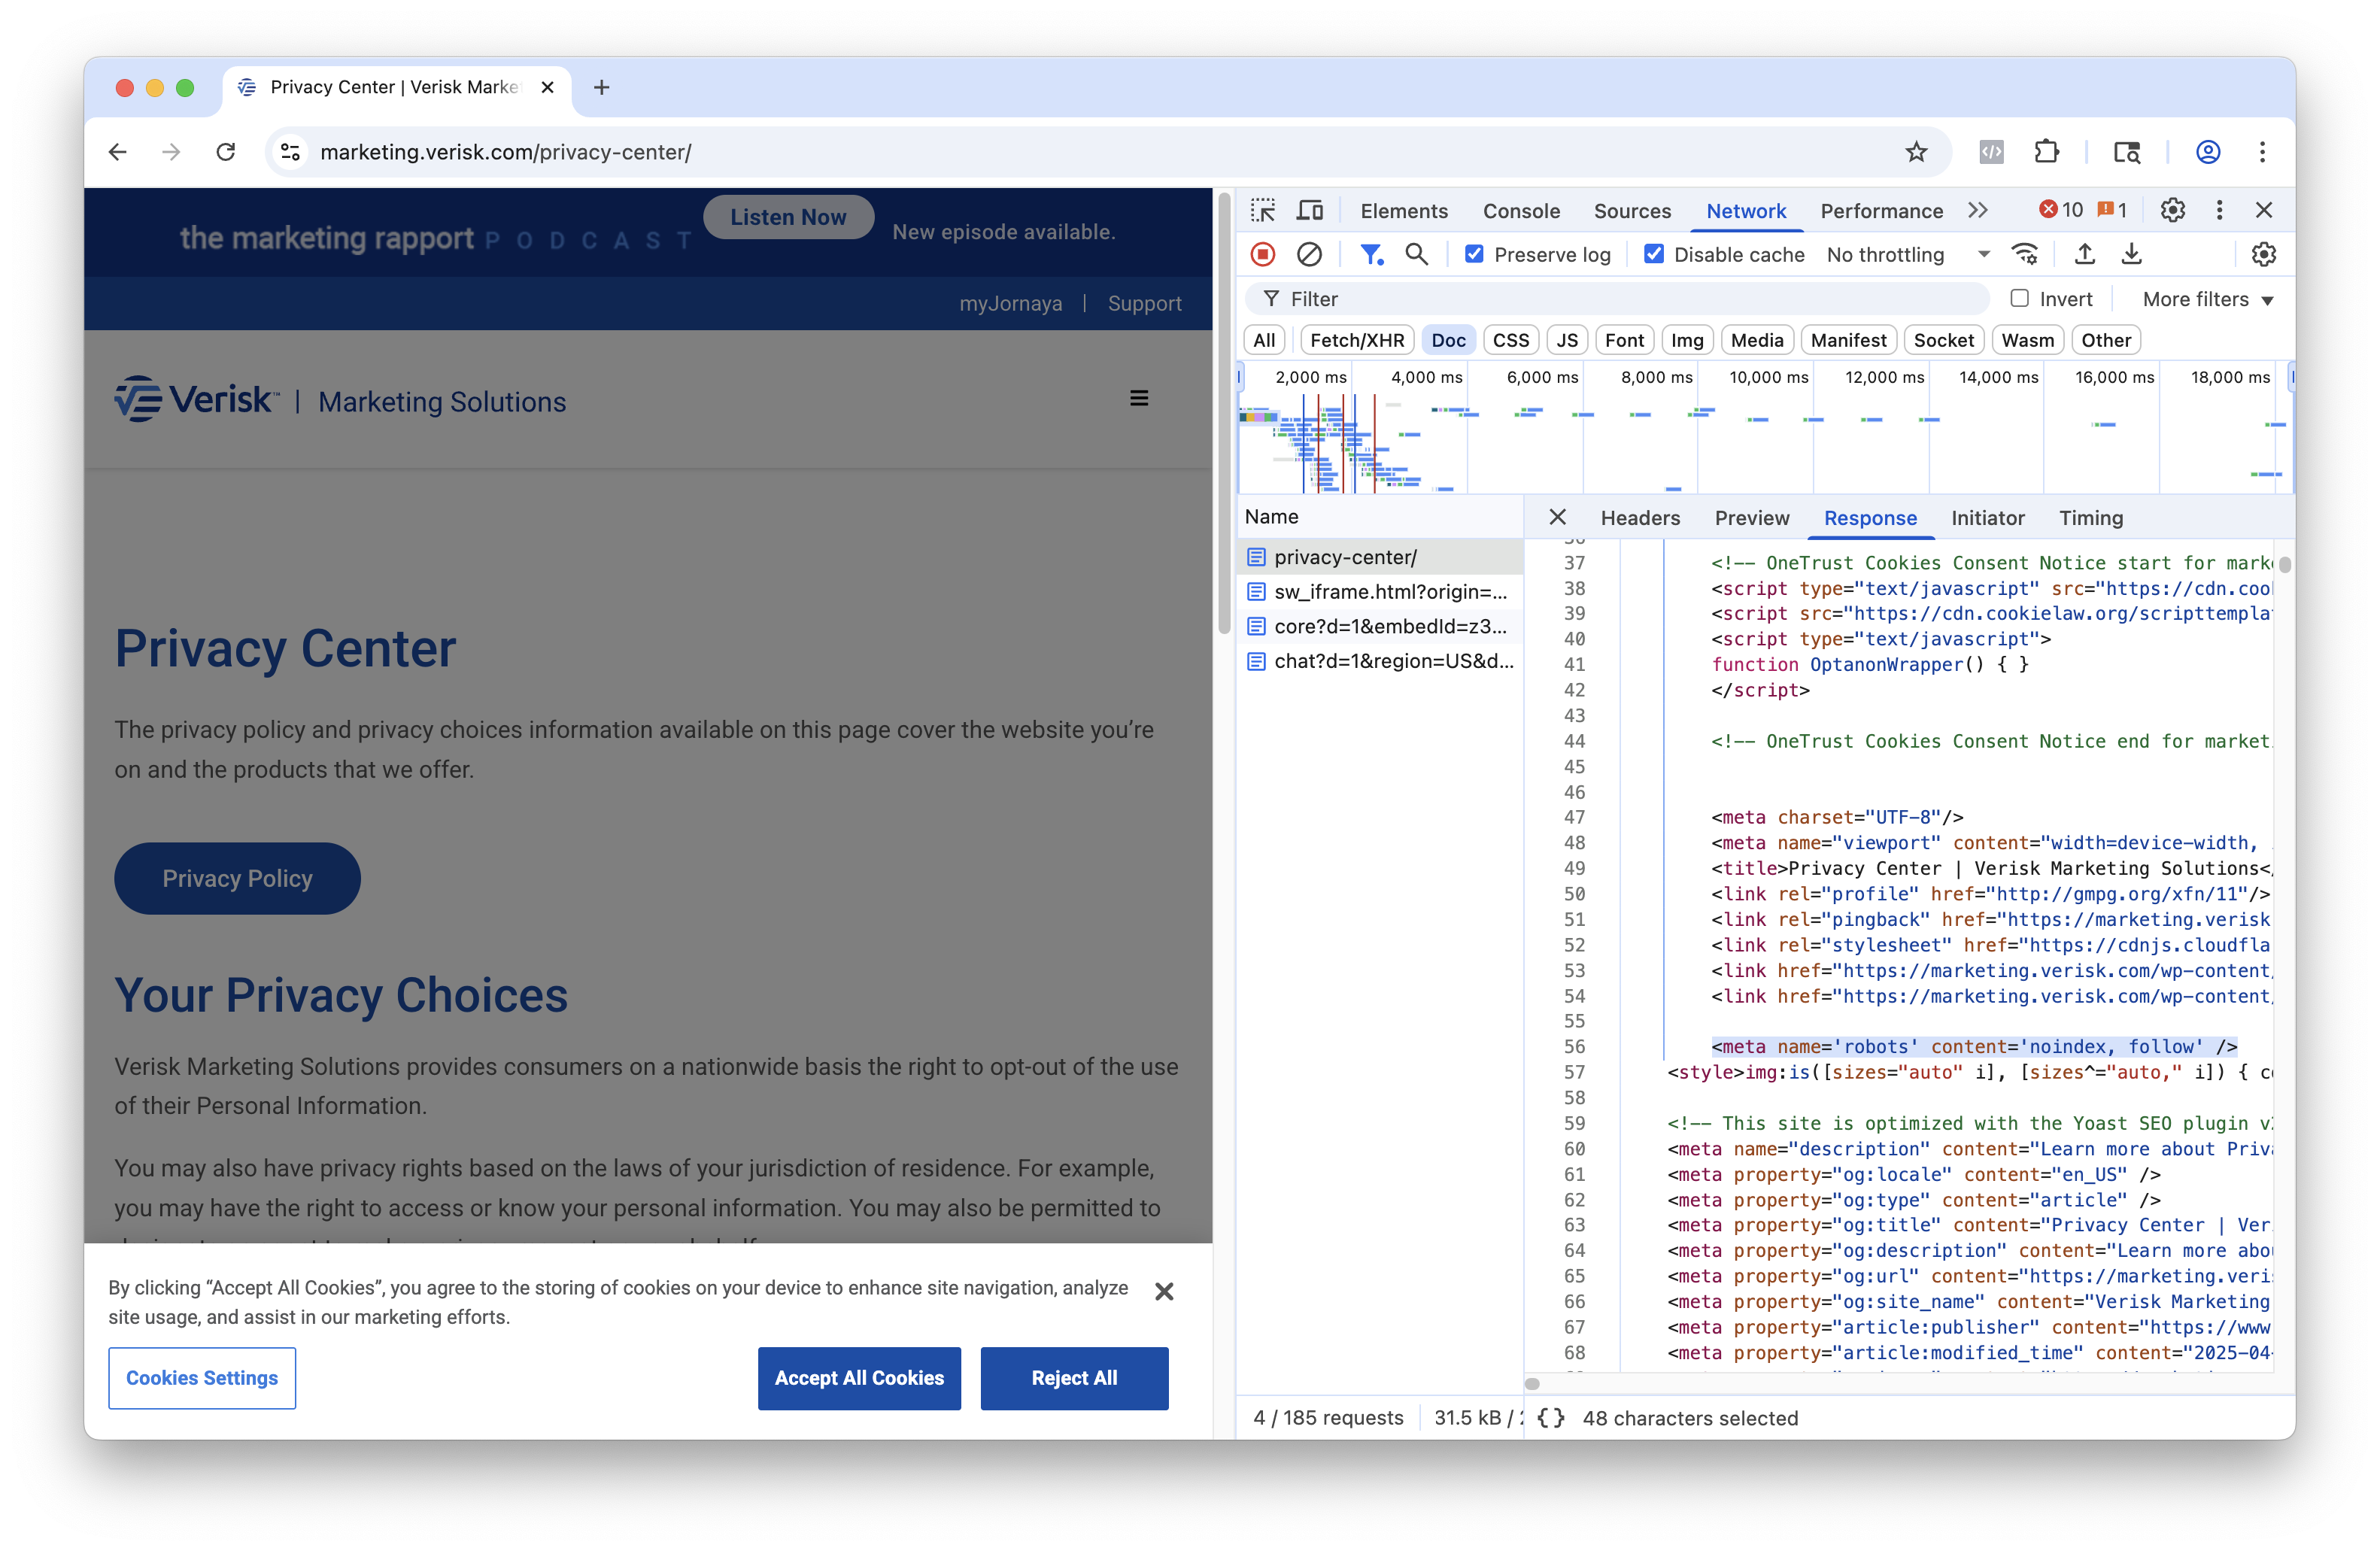 Privacy Center | Verisk Marke
marketing.verisk.com/privacy-center/
the marketing rapport PODCAST
Listen Now
New episode available.
myJornaya | Support
Verisk™ | Marketing Solutions
Privacy Center
The privacy policy and privacy choices information available on this page cover the website you’re
on and the products that we offer.
Privacy Policy
Your Privacy Choices
Verisk Marketing Solutions provides consumers on a nationwide basis the right to opt-out of the use
of their Personal Information.
You may also have privacy rights based on the laws of your jurisdiction of residence. For example,
you may have the right to access or know your personal information. You may also be permitted to
By clicking “Accept All Cookies”, you agree to the storing of cookies on your device to enhance site navigation, analyze
site usage, and assist in our marketing efforts.
Cookies Settings
Accept All Cookies
Reject All
Elements Console Sources Network Performance 10 1
Preserve log Disable cache No throttling
Filter Invert More filters
All Fetch/XHR Doc CSS JS Font Img Media Manifest Socket Wasm Other
2,000 ms 4,000 ms 6,000 ms 8,000 ms 10,000 ms 12,000 ms 14,000 ms 16,000 ms 18,000 ms
Name
privacy-center/
sw_iframe.html?origin=...
core?d=1&embedId=z3...
chat?d=1&region=US&d...
Headers Preview Response Initiator Timing
37 <!-- OneTrust Cookies Consent Notice start for mark
38 <script type="text/javascript" src="https://cdn.coo
39 <script src="https://cdn.cookielaw.org/scripttempla
40 <script type="text/javascript">
41 function OptanonWrapper() { }
42 </script>
43
44 <!-- OneTrust Cookies Consent Notice end for market
45
46
47 <meta charset="UTF-8"/>
48 <meta name="viewport" content="width=device-width,
49 <title>Privacy Center | Verisk Marketing Solutions<
50 <link rel="profile" href="http://gmpg.org/xfn/11"/>
51 <link rel="pingback" href="https://marketing.verisk
52 <link rel="stylesheet" href="https://cdnjs.cloudfla
53 <link href="https://marketing.verisk.com/wp-content/
54 <link href="https://marketing.verisk.com/wp-content/
55
56 <meta name='robots' content='noindex, follow' />
57 <style>img:is([sizes="auto" i], [sizes^="auto," i]) { c
58
59 <!-- This site is optimized with the Yoast SEO plugin v
60 <meta name="description" content="Learn more about Priv
61 <meta property="og:locale" content="en_US" />
62 <meta property="og:type" content="article" />
63 <meta property="og:title" content="Privacy Center | Ver
64 <meta property="og:description" content="Learn more abo
65 <meta property="og:url" content="https://marketing.veri
66 <meta property="og:site_name" content="Verisk Marketing
67 <meta property="article:publisher" content="https://www
68 <meta property="article:modified_time" content="2025-04
4 / 185 requests 31.5 kB /
{ } 48 characters selected